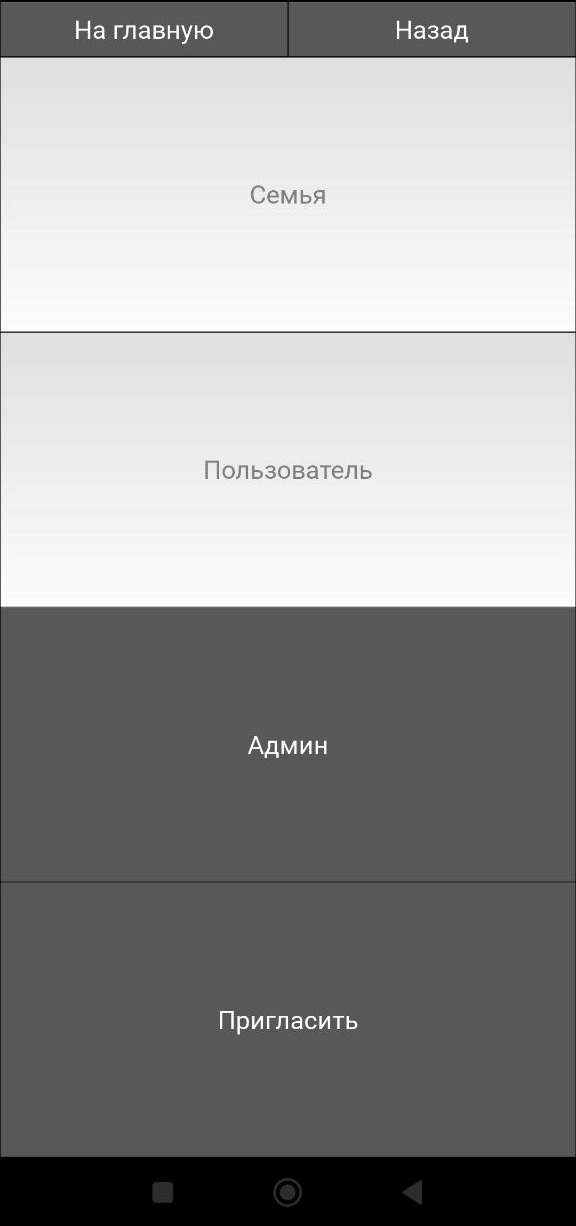 На главную
Назад
Семья
Пользователь
Админ
Пригласить